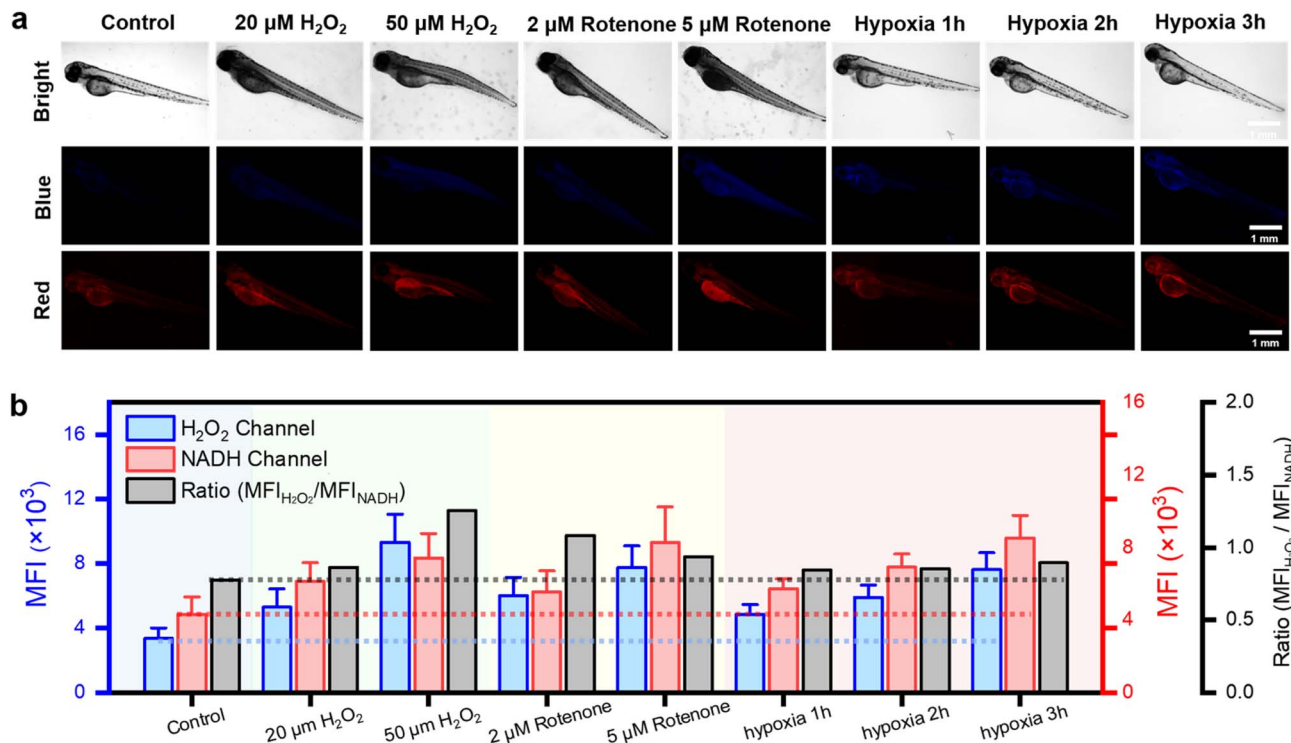 a
Control 20 µM H₂O₂ 50 µM H₂O₂ 2 µM Rotenone 5 µM Rotenone Hypoxia 1h Hypoxia 2h Hypoxia 3h
Bright
1 mm
Blue
1 mm
Red
1 mm
b
H₂O₂ Channel
NADH Channel
Ratio (MFI_H₂O₂/MFI_NADH)
MFI (×10³)
16
12
8
4
0
MFI (×10³)
16
12
8
4
0
Ratio (MFI_H₂O₂ / MFI_NADH)
2.0
1.5
1.0
0.5
0.0
Control 20 µm H₂O₂ 50 µm H₂O₂ 2 µM Rotenone 5 µM Rotenone hypoxia 1h hypoxia 2h hypoxia 3h